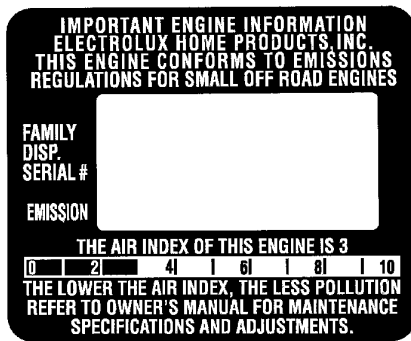 IMPORTANT ENGINE INFORMATION
ELECTROLUX HOME PRODUCTS, INC.
THIS ENGINE CONFORMS TO EMISSIONS
REGULATIONS FOR SMALL OFF ROAD ENGINES
FAMILY
DISP.
SERIAL #
EMISSION
THE AIR INDEX OF THIS ENGINE IS 3
0 2 4 6 8 10
THE LOWER THE AIR INDEX, THE LESS POLLUTION
REFER TO OWNER'S MANUAL FOR MAINTENANCE
SPECIFICATIONS AND ADJUSTMENTS.